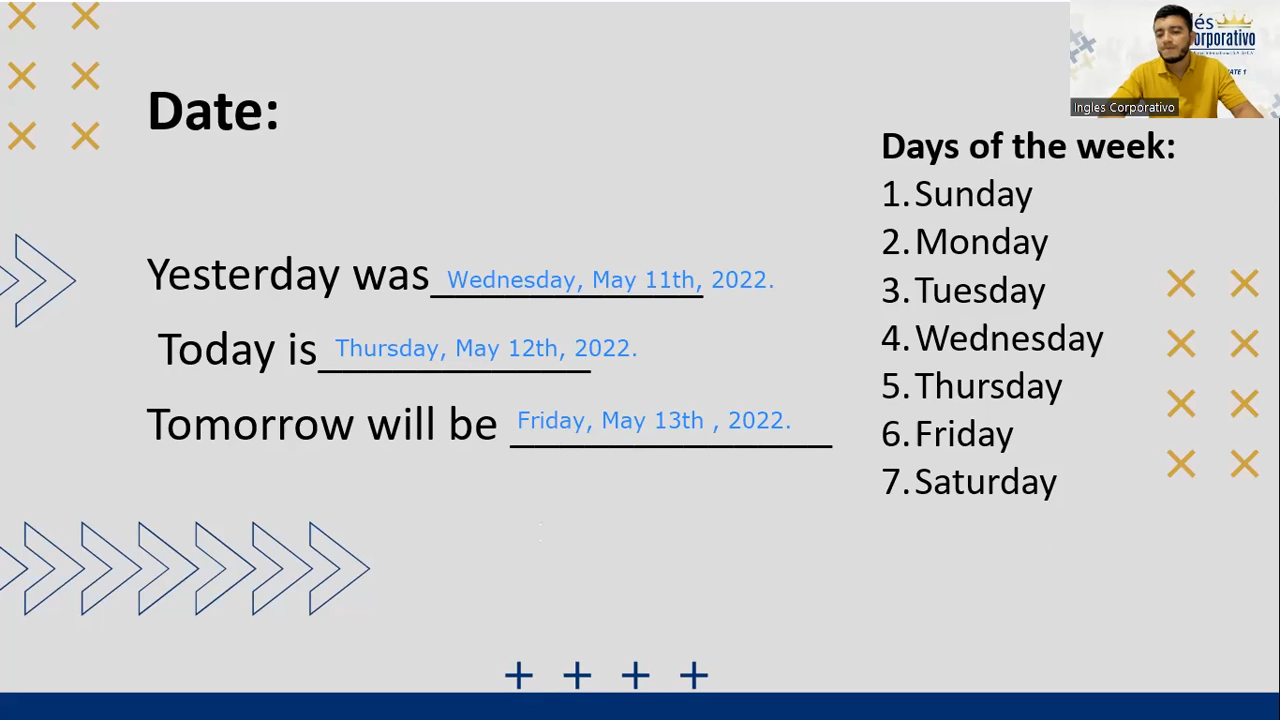 Date:
Yesterday was Wednesday, May 11th, 2022.
Today is Thursday, May 12th, 2022.
Tomorrow will be Friday, May 13th , 2022.
Days of the week:
1. Sunday
2. Monday
3. Tuesday
4. Wednesday
5. Thursday
6. Friday
7. Saturday
Ingles Corporativo